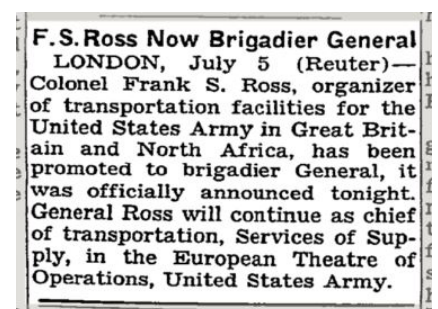 F.S.Ross Now Brigadier General
LONDON, July 5 (Reuter)—
Colonel Frank S. Ross, organizer
of transportation facilities for the
United States Army in Great Brit-
ain and North Africa, has been
promoted to brigadier General, it
was officially announced tonight.
General Ross will continue as chief
of transportation, Services of Sup-
ply, in the European Theatre of
Operations, United States Army.